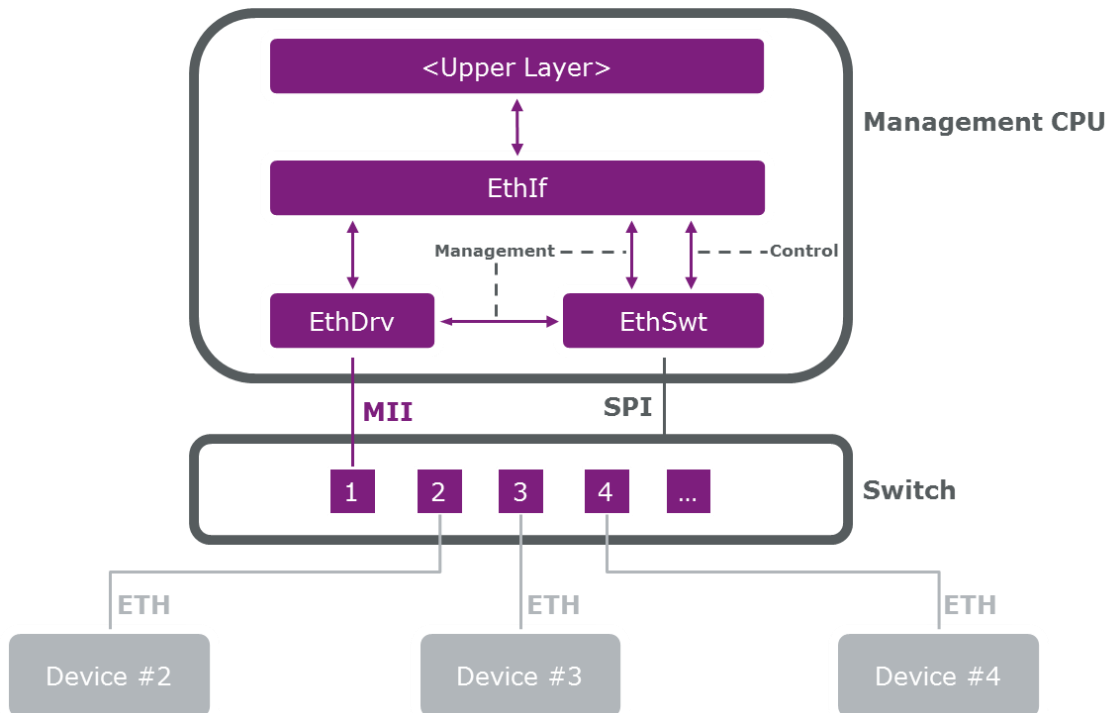 <Upper Layer>
Management CPU
EthIf
Management
Control
EthDrv
EthSwt
MII
SPI
1
2
3
4
...
Switch
ETH
ETH
ETH
Device #2
Device #3
Device #4